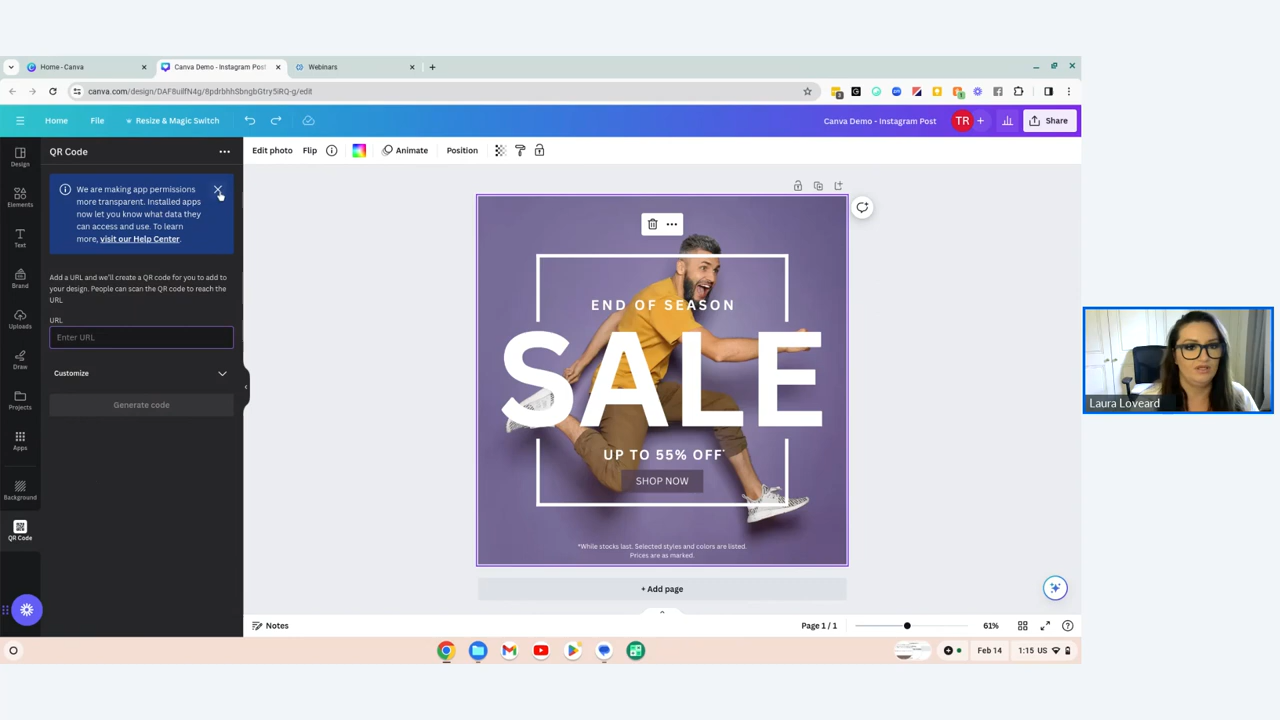 Home - Canva
Canva Demo - Instagram Post
Webinars
canva.com/design/DAF8uilfN4g/8pdrbhhSbngbGtry5iRQ-g/edit
Home
File
Resize & Magic Switch
Canva Demo - Instagram Post
TR
Share
Design
Elements
Text
Brand
Uploads
Draw
Projects
Apps
Background
QR Code
QR Code
We are making app permissions
more transparent. Installed apps
now let you know what data they
can access and use. To learn
more, visit our Help Center.
Add a URL and we'll create a QR code for you to add to
your design. People can scan the QR code to reach the
URL
URL
Enter URL
Customize
Generate code
Edit photo
Flip
Animate
Position
END OF SEASON
SALE
UP TO 55% OFF*
SHOP NOW
*While stocks last. Selected styles and colors are listed.
Prices are as marked.
+ Add page
Notes
Page 1 / 1
61%
Feb 14
1:15 US
Laura Loveard